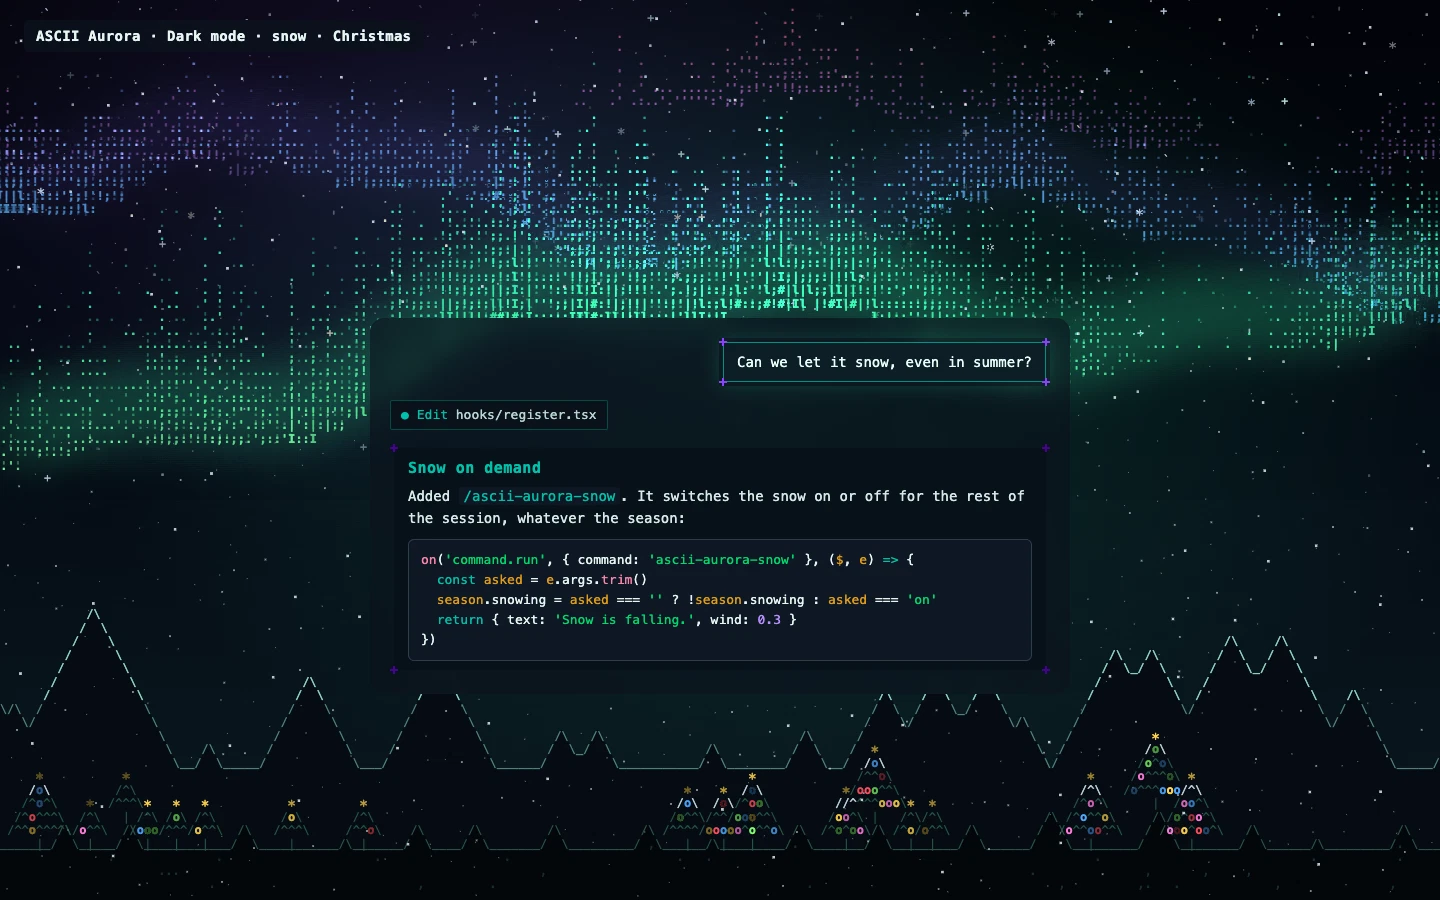 ASCII Aurora · Dark mode · snow · Christmas
Can we let it snow, even in summer?
● Edit hooks/register.tsx
Snow on demand
Added /ascii-aurora-snow. It switches the snow on or off for the rest of
the session, whatever the season:
on('command.run', { command: 'ascii-aurora-snow' }, ($, e) => {
  const asked = e.args.trim()
  season.snowing = asked === '' ? !season.snowing : asked === 'on'
  return { text: 'Snow is falling.', wind: 0.3 }
})